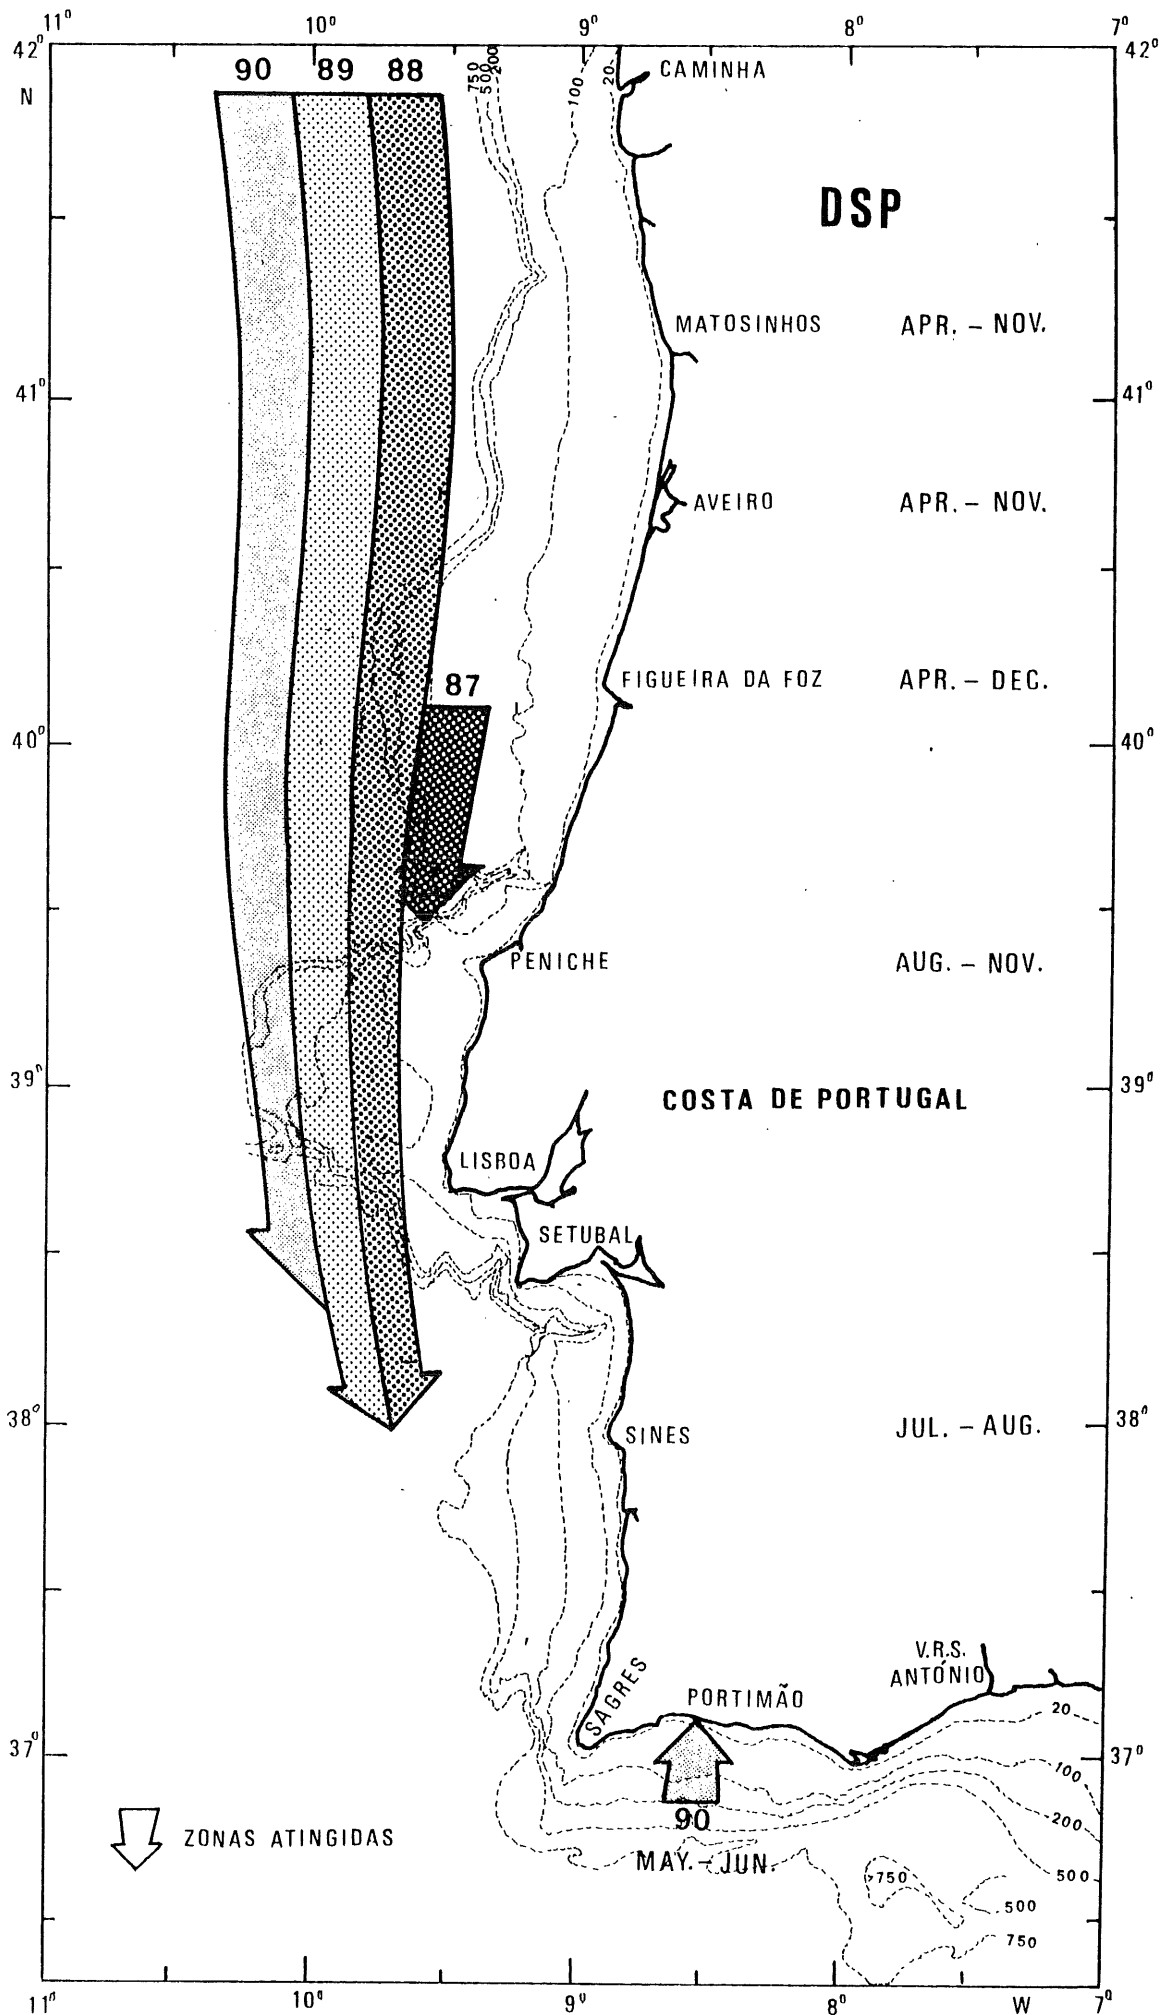 11° 10° 9° 8° 7°
42° 42°
N
90 89 88
750 500 200 100 20
CAMINHA
DSP
MATOSINHOS APR. – NOV.
41° 41°
AVEIRO APR. – NOV.
FIGUEIRA DA FOZ APR. – DEC.
87
40° 40°
PENICHE AUG. – NOV.
39° 39°
COSTA DE PORTUGAL
LISBOA
SETUBAL
38° 38°
SINES JUL. – AUG.
V.R.S.
ANTÓNIO
SAGRES
PORTIMÃO
20
37° 37°
100
90
200
ZONAS ATINGIDAS
MAY. – JUN.
750
500
500
750
11° 10° 9° 8° W 7°